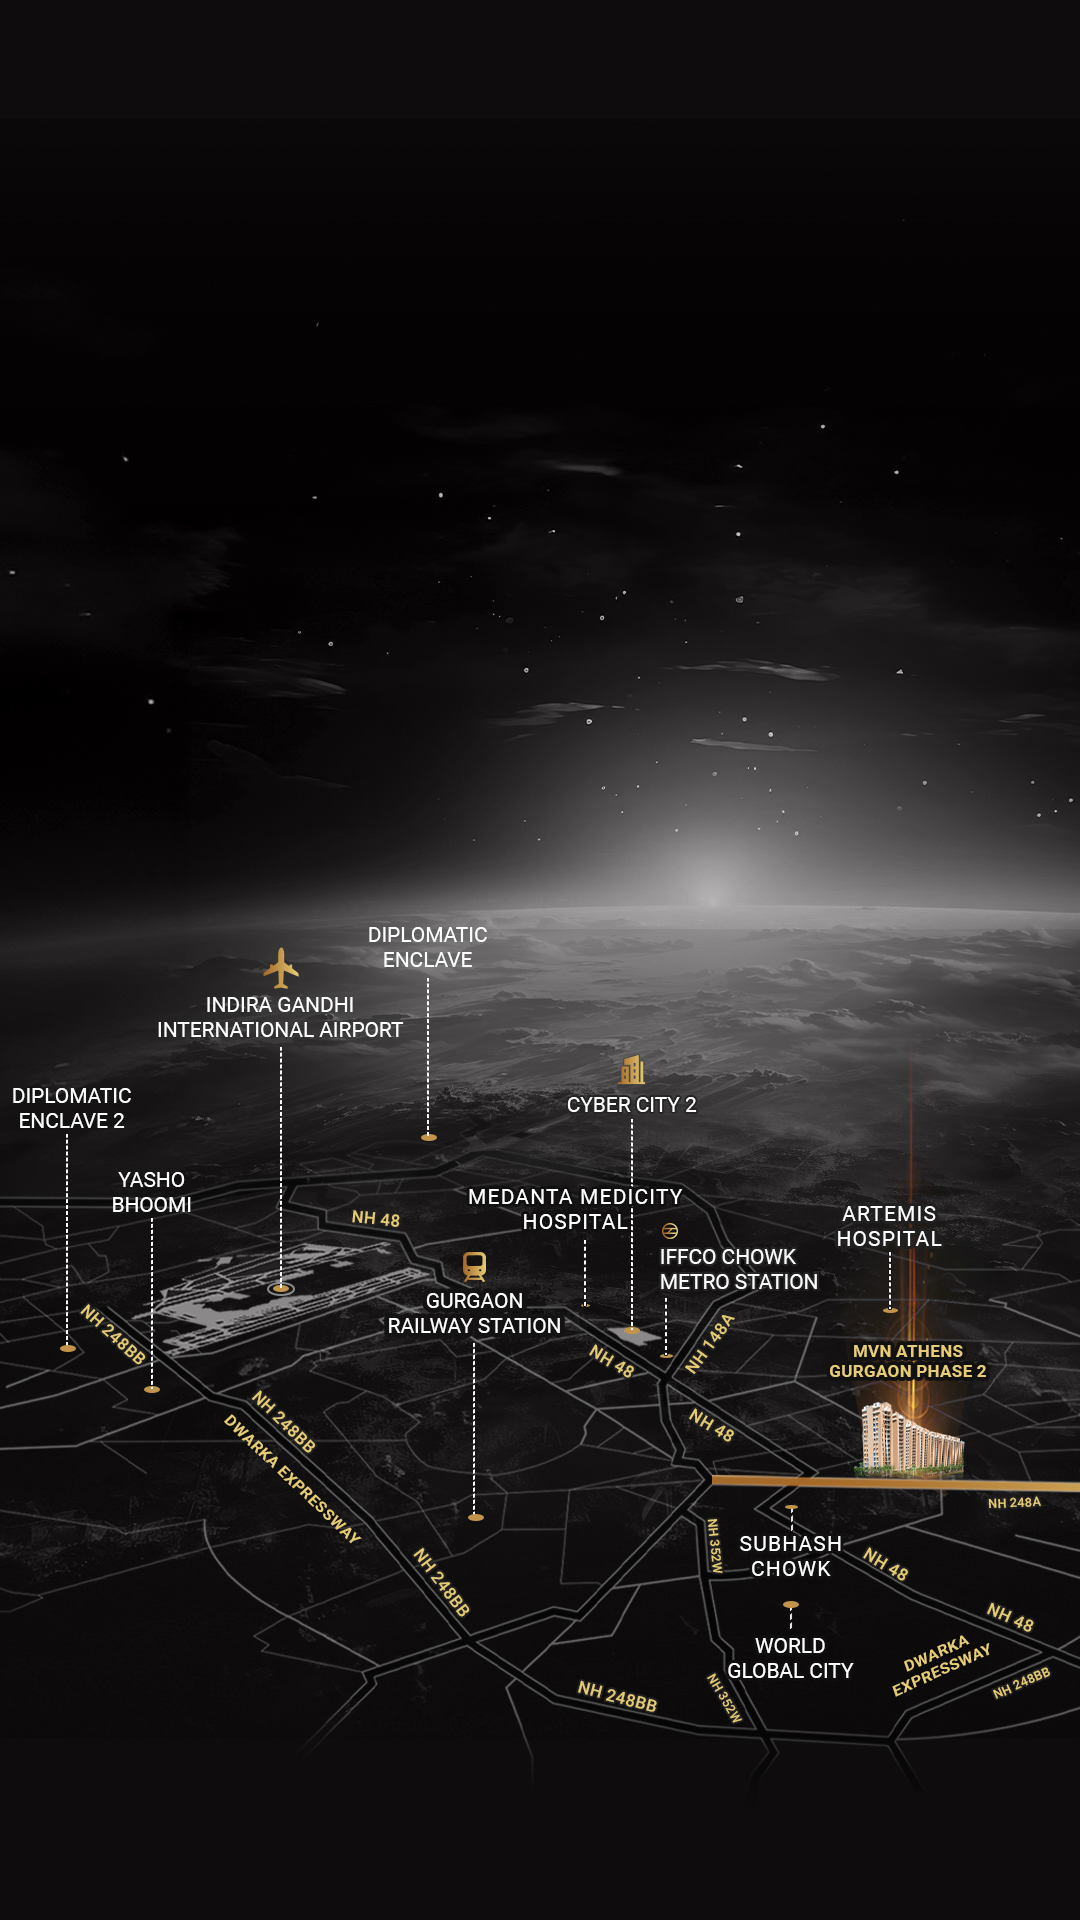 DIPLOMATIC
ENCLAVE
INDIRA GANDHI
INTERNATIONAL AIRPORT
DIPLOMATIC
ENCLAVE 2
CYBER CITY 2
YASHO
BHOOMI
MEDANTA MEDICITY
HOSPITAL
NH 48
ARTEMIS
HOSPITAL
IFFCO CHOWK
METRO STATION
GURGAON
RAILWAY STATION
NH 248BB
NH 48
NH 148A
MVN ATHENS
GURGAON PHASE 2
NH 248BB
DWARKA EXPRESSWAY
NH 48
NH 248A
NH 352W
SUBHASH
CHOWK
NH 48
NH 248BB
NH 48
WORLD
GLOBAL CITY
DWARKA
EXPRESSWAY
NH 248BB
NH 248BB
NH 352W